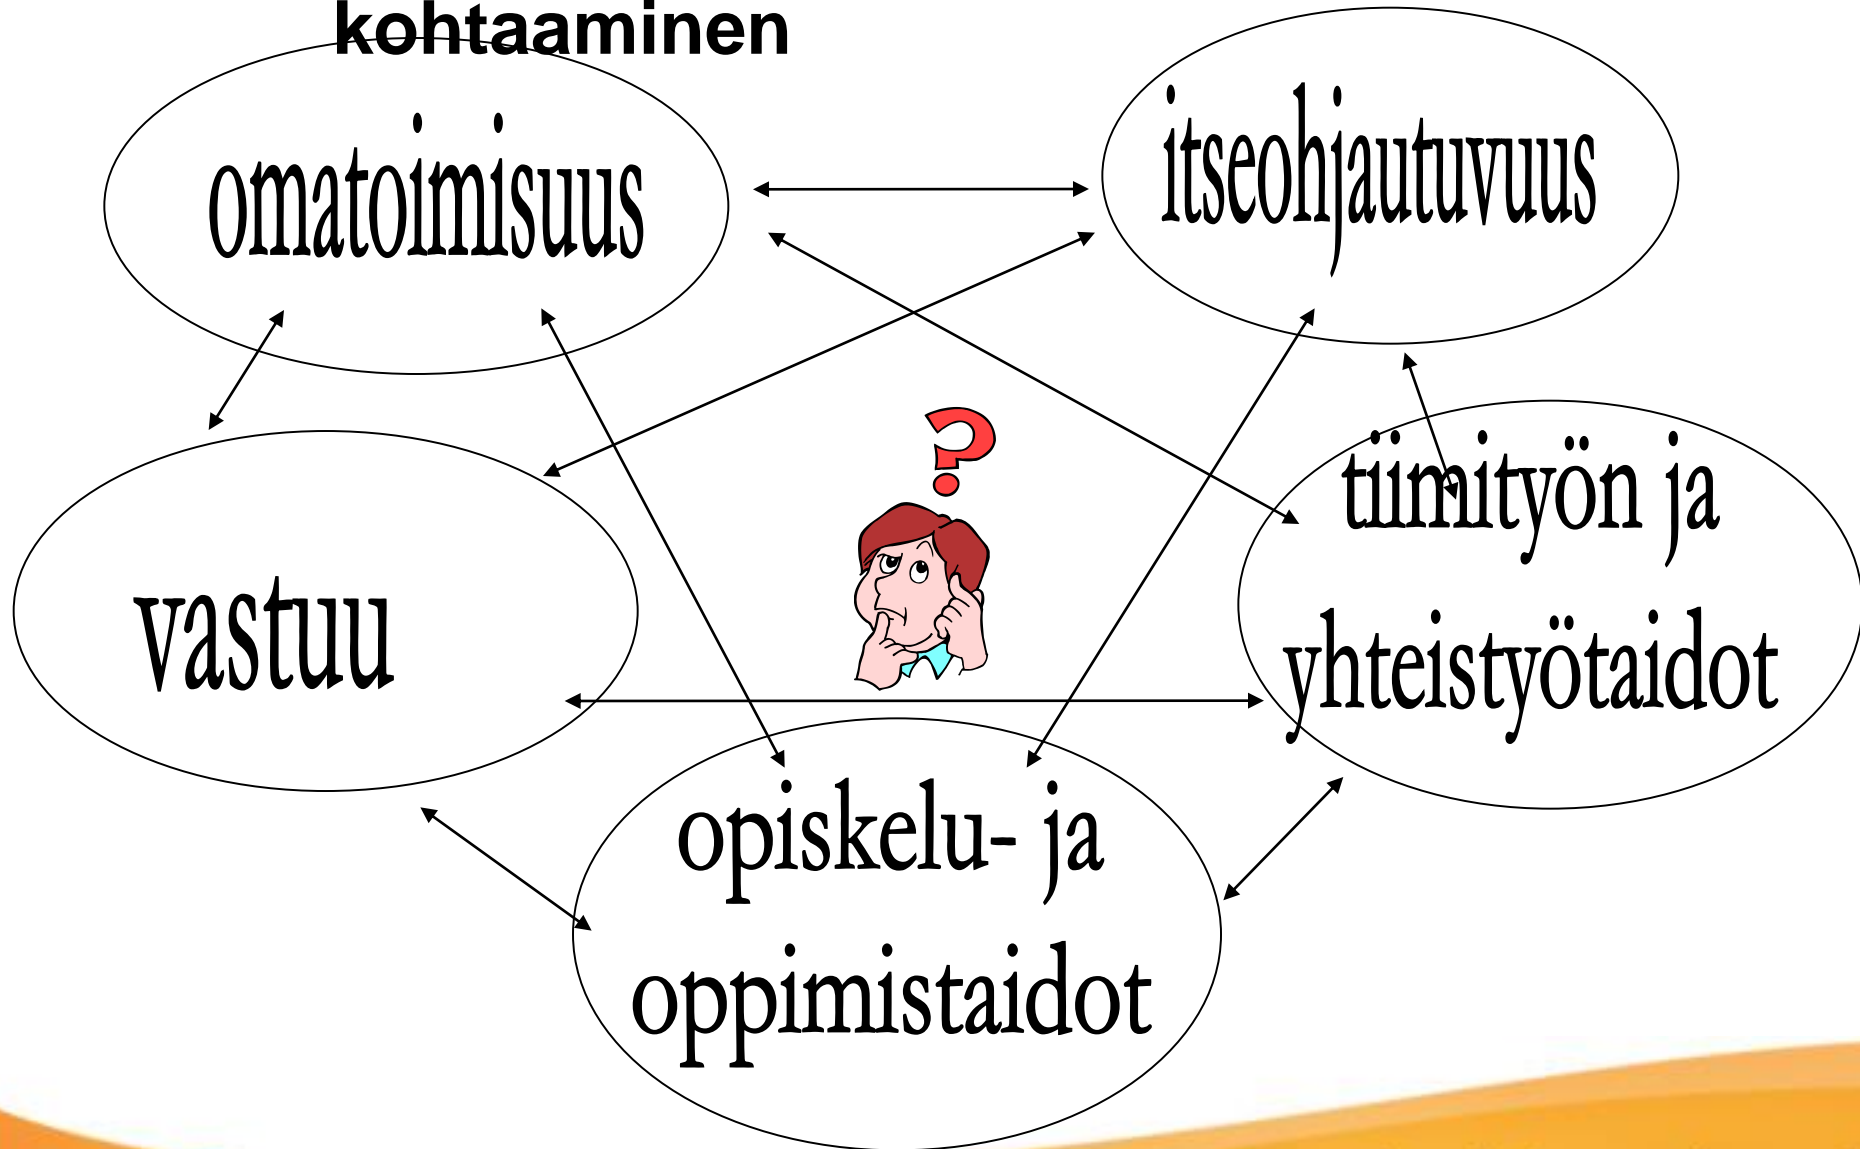 kohtaaminen
omatoimisuus
itseohjautuvuus
vastuu
tiimityön ja
yhteistyötaidot
opiskelu- ja
oppimistaidot
?